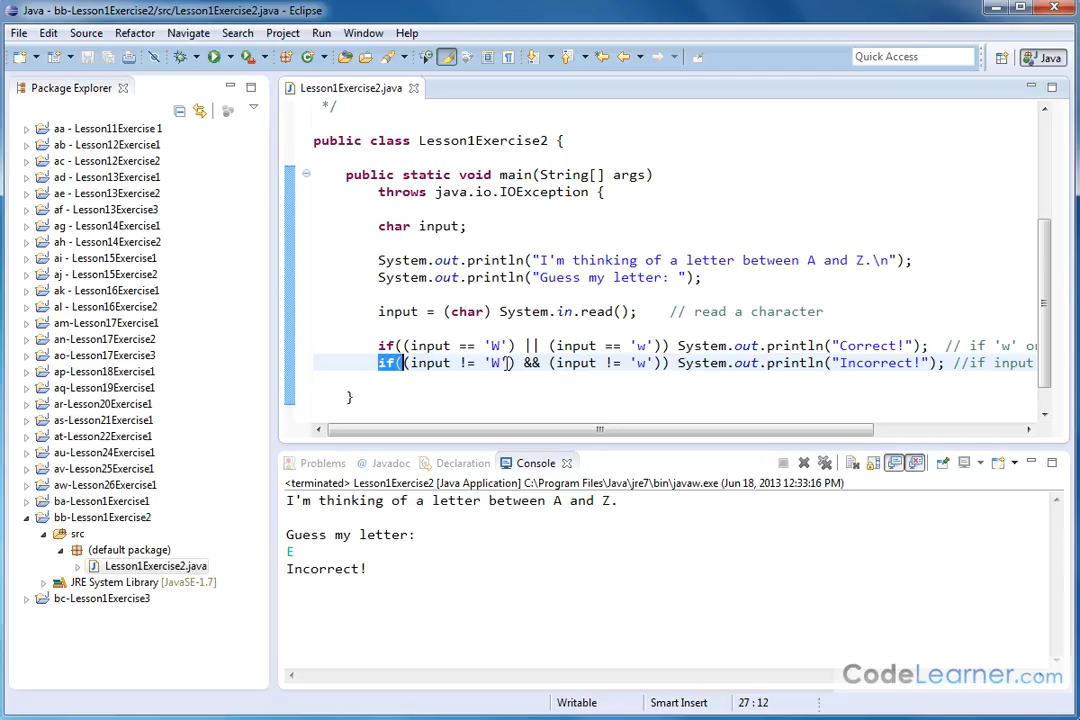 Java - bb-Lesson1Exercise2/src/Lesson1Exercise2.java - Eclipse
File Edit Source Refactor Navigate Search Project Run Window Help
Quick Access
Java
Package Explorer
Lesson1Exercise2.java
aa - Lesson11Exercise1
ab - Lesson12Exercise1
ac - Lesson12Exercise2
ad - Lesson13Exercise1
ae - Lesson13Exercise2
af - Lesson13Exercise3
ag - Lesson14Exercise1
ah - Lesson14Exercise2
ai - Lesson15Exercise1
aj - Lesson15Exercise2
ak - Lesson16Exercise1
al - Lesson16Exercise2
am-Lesson17Exercise1
an-Lesson17Exercise2
ao-Lesson17Exercise3
ap-Lesson18Exercise1
aq-Lesson19Exercise1
ar-Lesson20Exercise1
as-Lesson21Exercise1
at-Lesson22Exercise1
au-Lesson24Exercise1
av-Lesson25Exercise1
aw-Lesson26Exercise1
ba-Lesson1Exercise1
bb-Lesson1Exercise2
src
(default package)
Lesson1Exercise2.java
JRE System Library [JavaSE-1.7]
bc-Lesson1Exercise3
*/
public class Lesson1Exercise2 {
public static void main(String[] args)
throws java.io.IOException {
char input;
System.out.println("I'm thinking of a letter between A and Z.\n");
System.out.println("Guess my letter: ");
input = (char) System.in.read(); // read a character
if((input == 'W') || (input == 'w')) System.out.println("Correct!"); // if 'w' o
if((input != 'W') && (input != 'w')) System.out.println("Incorrect!"); //if input
}
Problems @ Javadoc Declaration Console
<terminated> Lesson1Exercise2 [Java Application] C:\Program Files\Java\jre7\bin\javaw.exe (Jun 18, 2013 12:33:16 PM)
I'm thinking of a letter between A and Z.
Guess my letter:
E
Incorrect!
CodeLearner.com
Writable Smart Insert 27 : 12